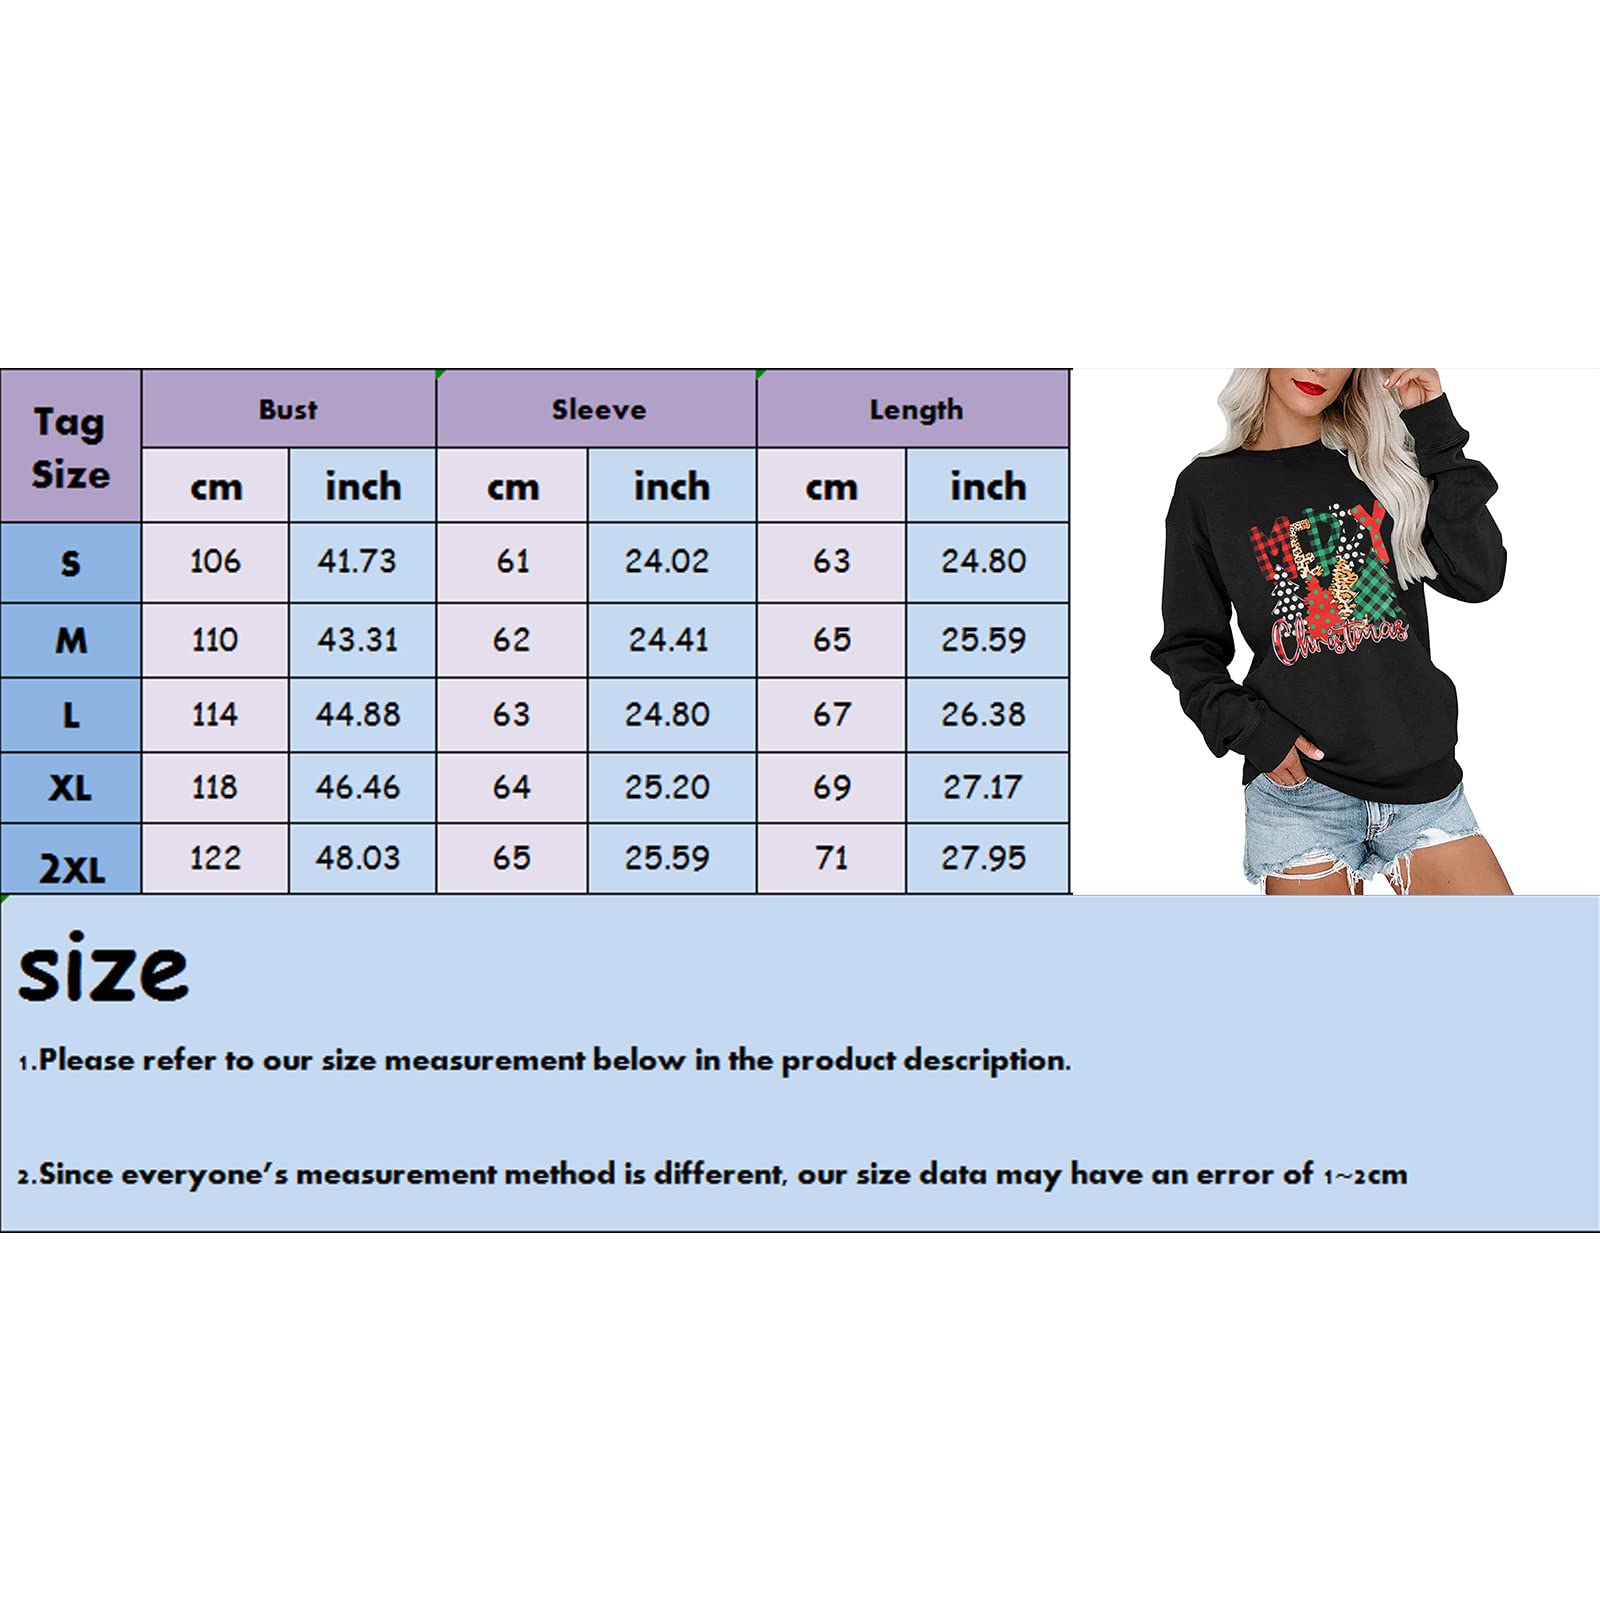 Tag Size Bust Sleeve Length
cm inch cm inch cm inch
S 106 41.73 61 24.02 63 24.80
M 110 43.31 62 24.41 65 25.59
L 114 44.88 63 24.80 67 26.38
XL 118 46.46 64 25.20 69 27.17
2XL 122 48.03 65 25.59 71 27.95
Christmas
size
1.Please refer to our size measurement below in the product description.
2.Since everyone's measurement method is different, our size data may have an error of 1~2cm